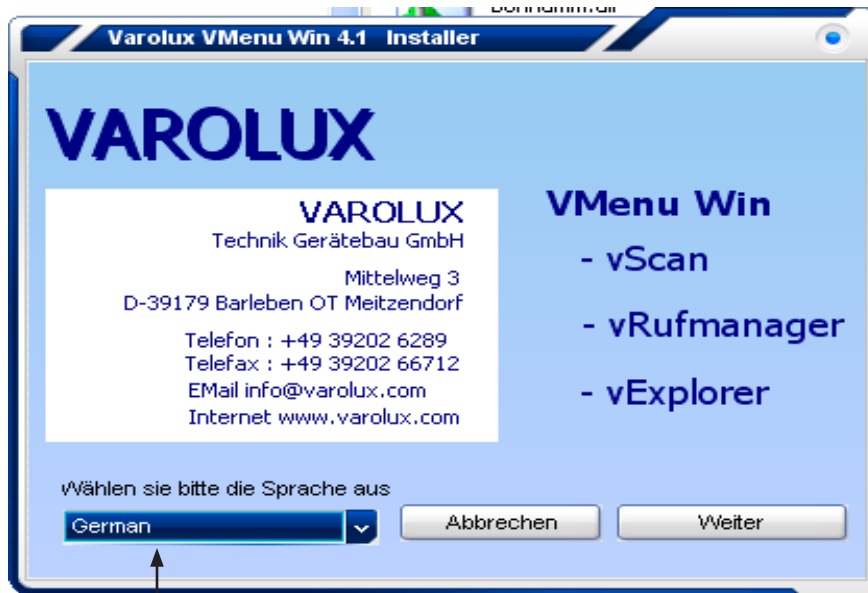 Varolux VMenu Win 4.1 Installer
VAROLUX
VAROLUX
Technik Gerätebau GmbH
Mittelweg 3
D-39179 Barleben OT Meitzendorf
Telefon : +49 39202 6289
Telefax : +49 39202 66712
EMail info@varolux.com
Internet www.varolux.com
VMenu Win
- vScan
- vRufmanager
- vExplorer
Wählen sie bitte die Sprache aus
German
Abbrechen
Weiter